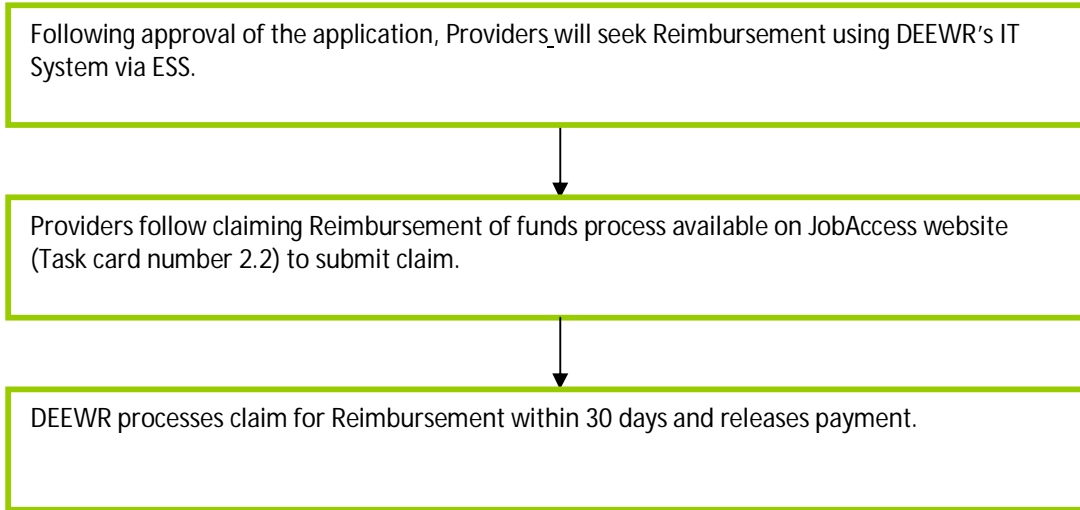 Following approval of the application, Providers will seek Reimbursement using DEEWR's IT
System via ESS.
Providers follow claiming Reimbursement of funds process available on JobAccess website
(Task card number 2.2) to submit claim.
DEEWR processes claim for Reimbursement within 30 days and releases payment.